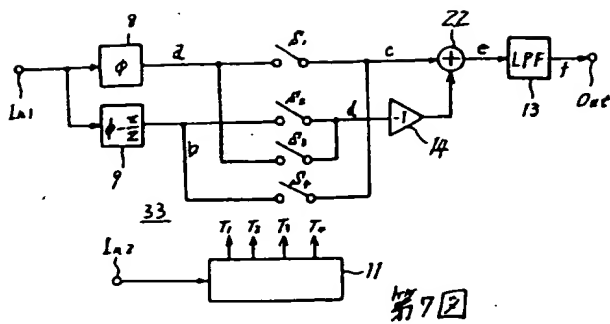 8
φ
a
S₁
c
22
+
e
LPF
f
13
Out
In1
φ-π/2
b
9
S₂
d
-1
14
S₃
S₄
33
T₁ T₂ T₃ T₄
In2
11
第7図